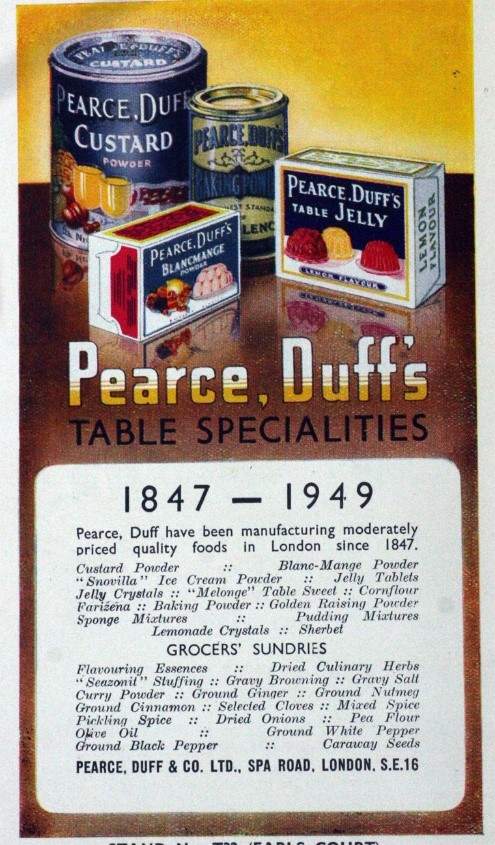 PEARCE, DUFF'S
CUSTARD
PEARCE, DUFF
CUSTARD
POWDER
PEARCE, DUFF'S
BAKING POWDER
PEARCE, DUFF'S
BLANCMANGE
POWDER
PEARCE, DUFF'S
TABLE JELLY
LEMON FLAVOUR
LEMON
FLAVOUR
Pearce, Duff's
TABLE SPECIALITIES
1847 — 1949
Pearce, Duff have been manufacturing moderately
priced quality foods in London since 1847.
Custard Powder :: Blanc-Mange Powder
"Snovilla" Ice Cream Powder :: Jelly Tablets
Jelly Crystals :: "Melonge" Table Sweet :: Cornflour
Farizena :: Baking Powder :: Golden Raising Powder
Sponge Mixtures :: Pudding Mixtures
Lemonade Crystals :: Sherbet
GROCERS' SUNDRIES
Flavouring Essences :: Dried Culinary Herbs
"Seazonit" Stuffing :: Gravy Browning :: Gravy Salt
Curry Powder :: Ground Ginger :: Ground Nutmeg
Ground Cinnamon :: Selected Cloves :: Mixed Spice
Pickling Spice :: Dried Onions :: Pea Flour
Olive Oil :: Ground White Pepper
Ground Black Pepper :: Caraway Seeds
PEARCE, DUFF & CO. LTD., SPA ROAD, LONDON, S.E.16